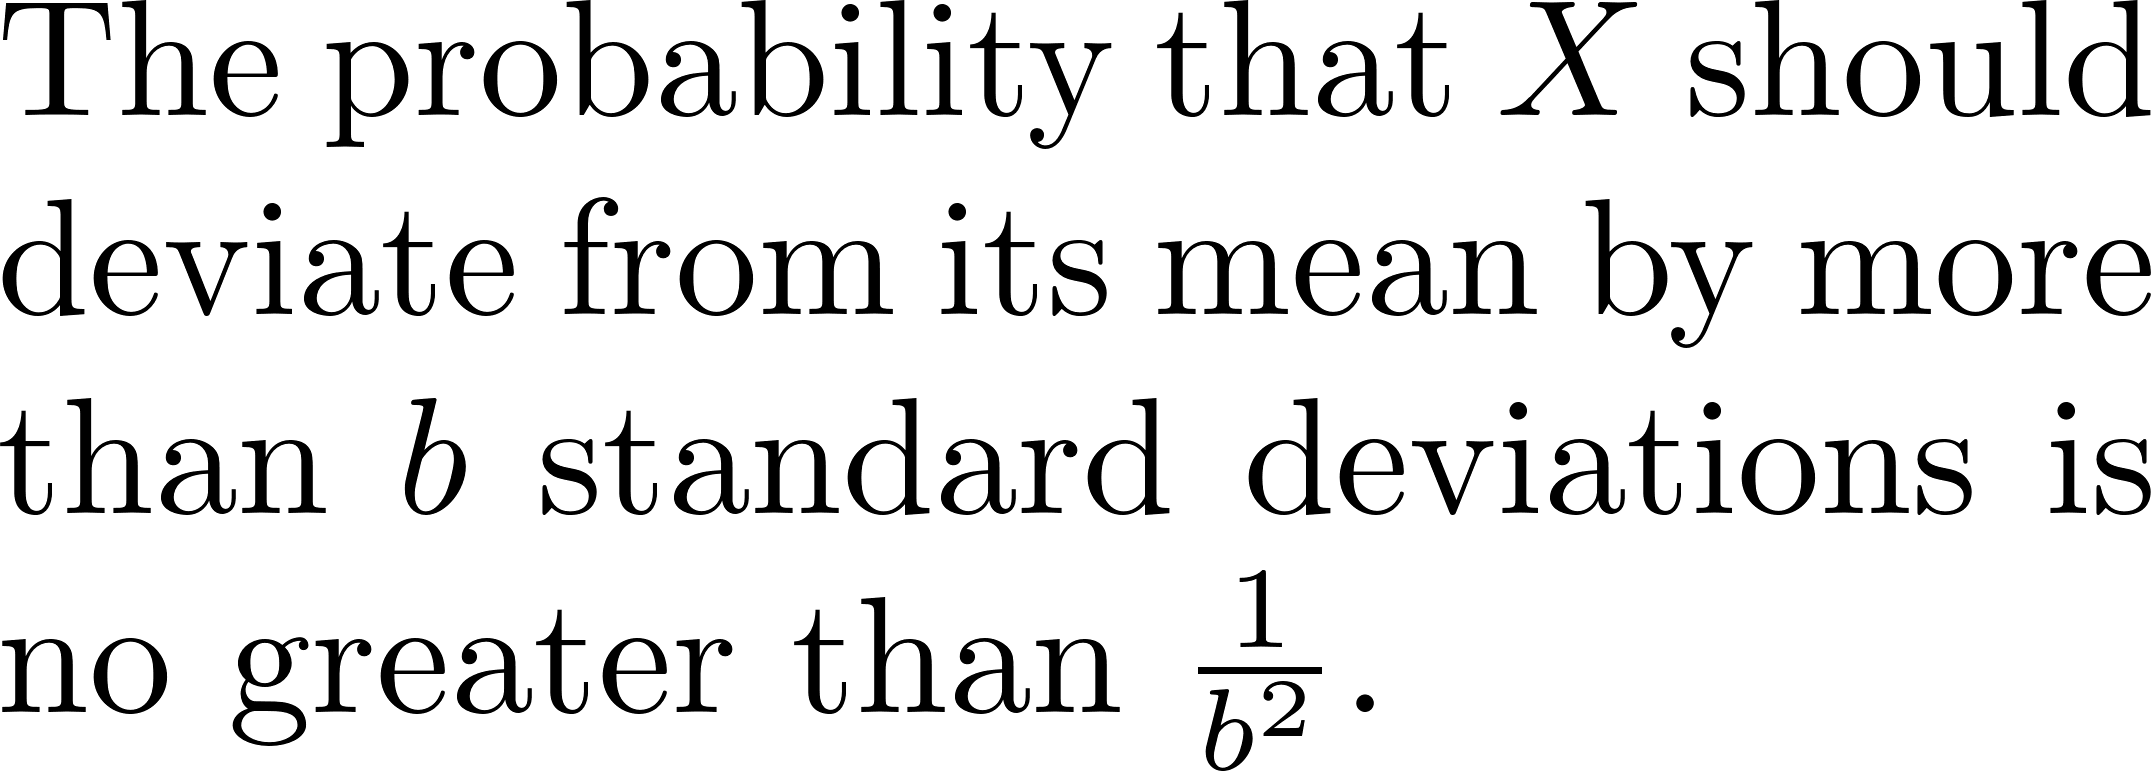 The probability that $X$ should
deviate from its mean by more
than $b$ standard deviations is
no greater than $\frac{1}{b^2}$.